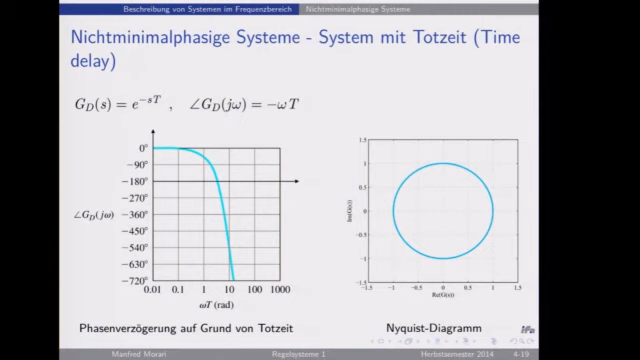 Beschreibung von Systemen im Frequenzbereich
Nichtminimalphasige Systeme
Nichtminimalphasige Systeme - System mit Totzeit (Time
delay)
G_D(s) = e^{-sT} , ∠G_D(jω) = −ω T
0°
−90°
−180°
−270°
−360°
−450°
−540°
−630°
−720°
∠G_D(jω)
0.01 0.1 1 10 100 1000
ωT (rad)
Phasenverzögerung auf Grund von Totzeit
1.5
1
0.5
0
−0.5
−1
−1.5
Im(G(s))
−1.5 −1 −0.5 0 0.5 1 1.5
Re(G(s))
Nyquist-Diagramm
Manfred Morari
Regelsysteme 1
Herbstsemester 2014
4-19